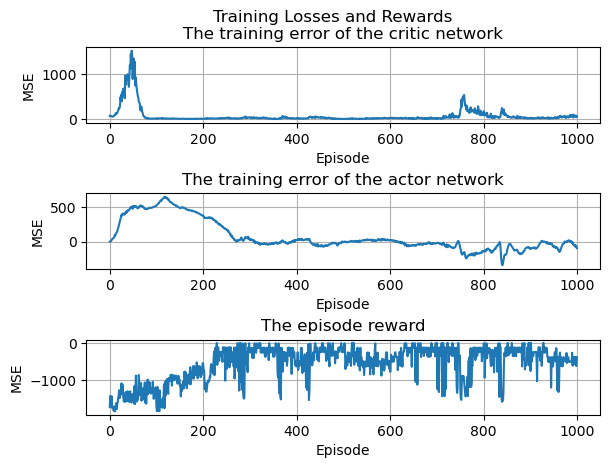 Training Losses and Rewards
The training error of the critic network
MSE
1000
0
0 200 400 600 800 1000
Episode
The training error of the actor network
MSE
500
0
0 200 400 600 800 1000
Episode
The episode reward
MSE
0
−1000
0 200 400 600 800 1000
Episode